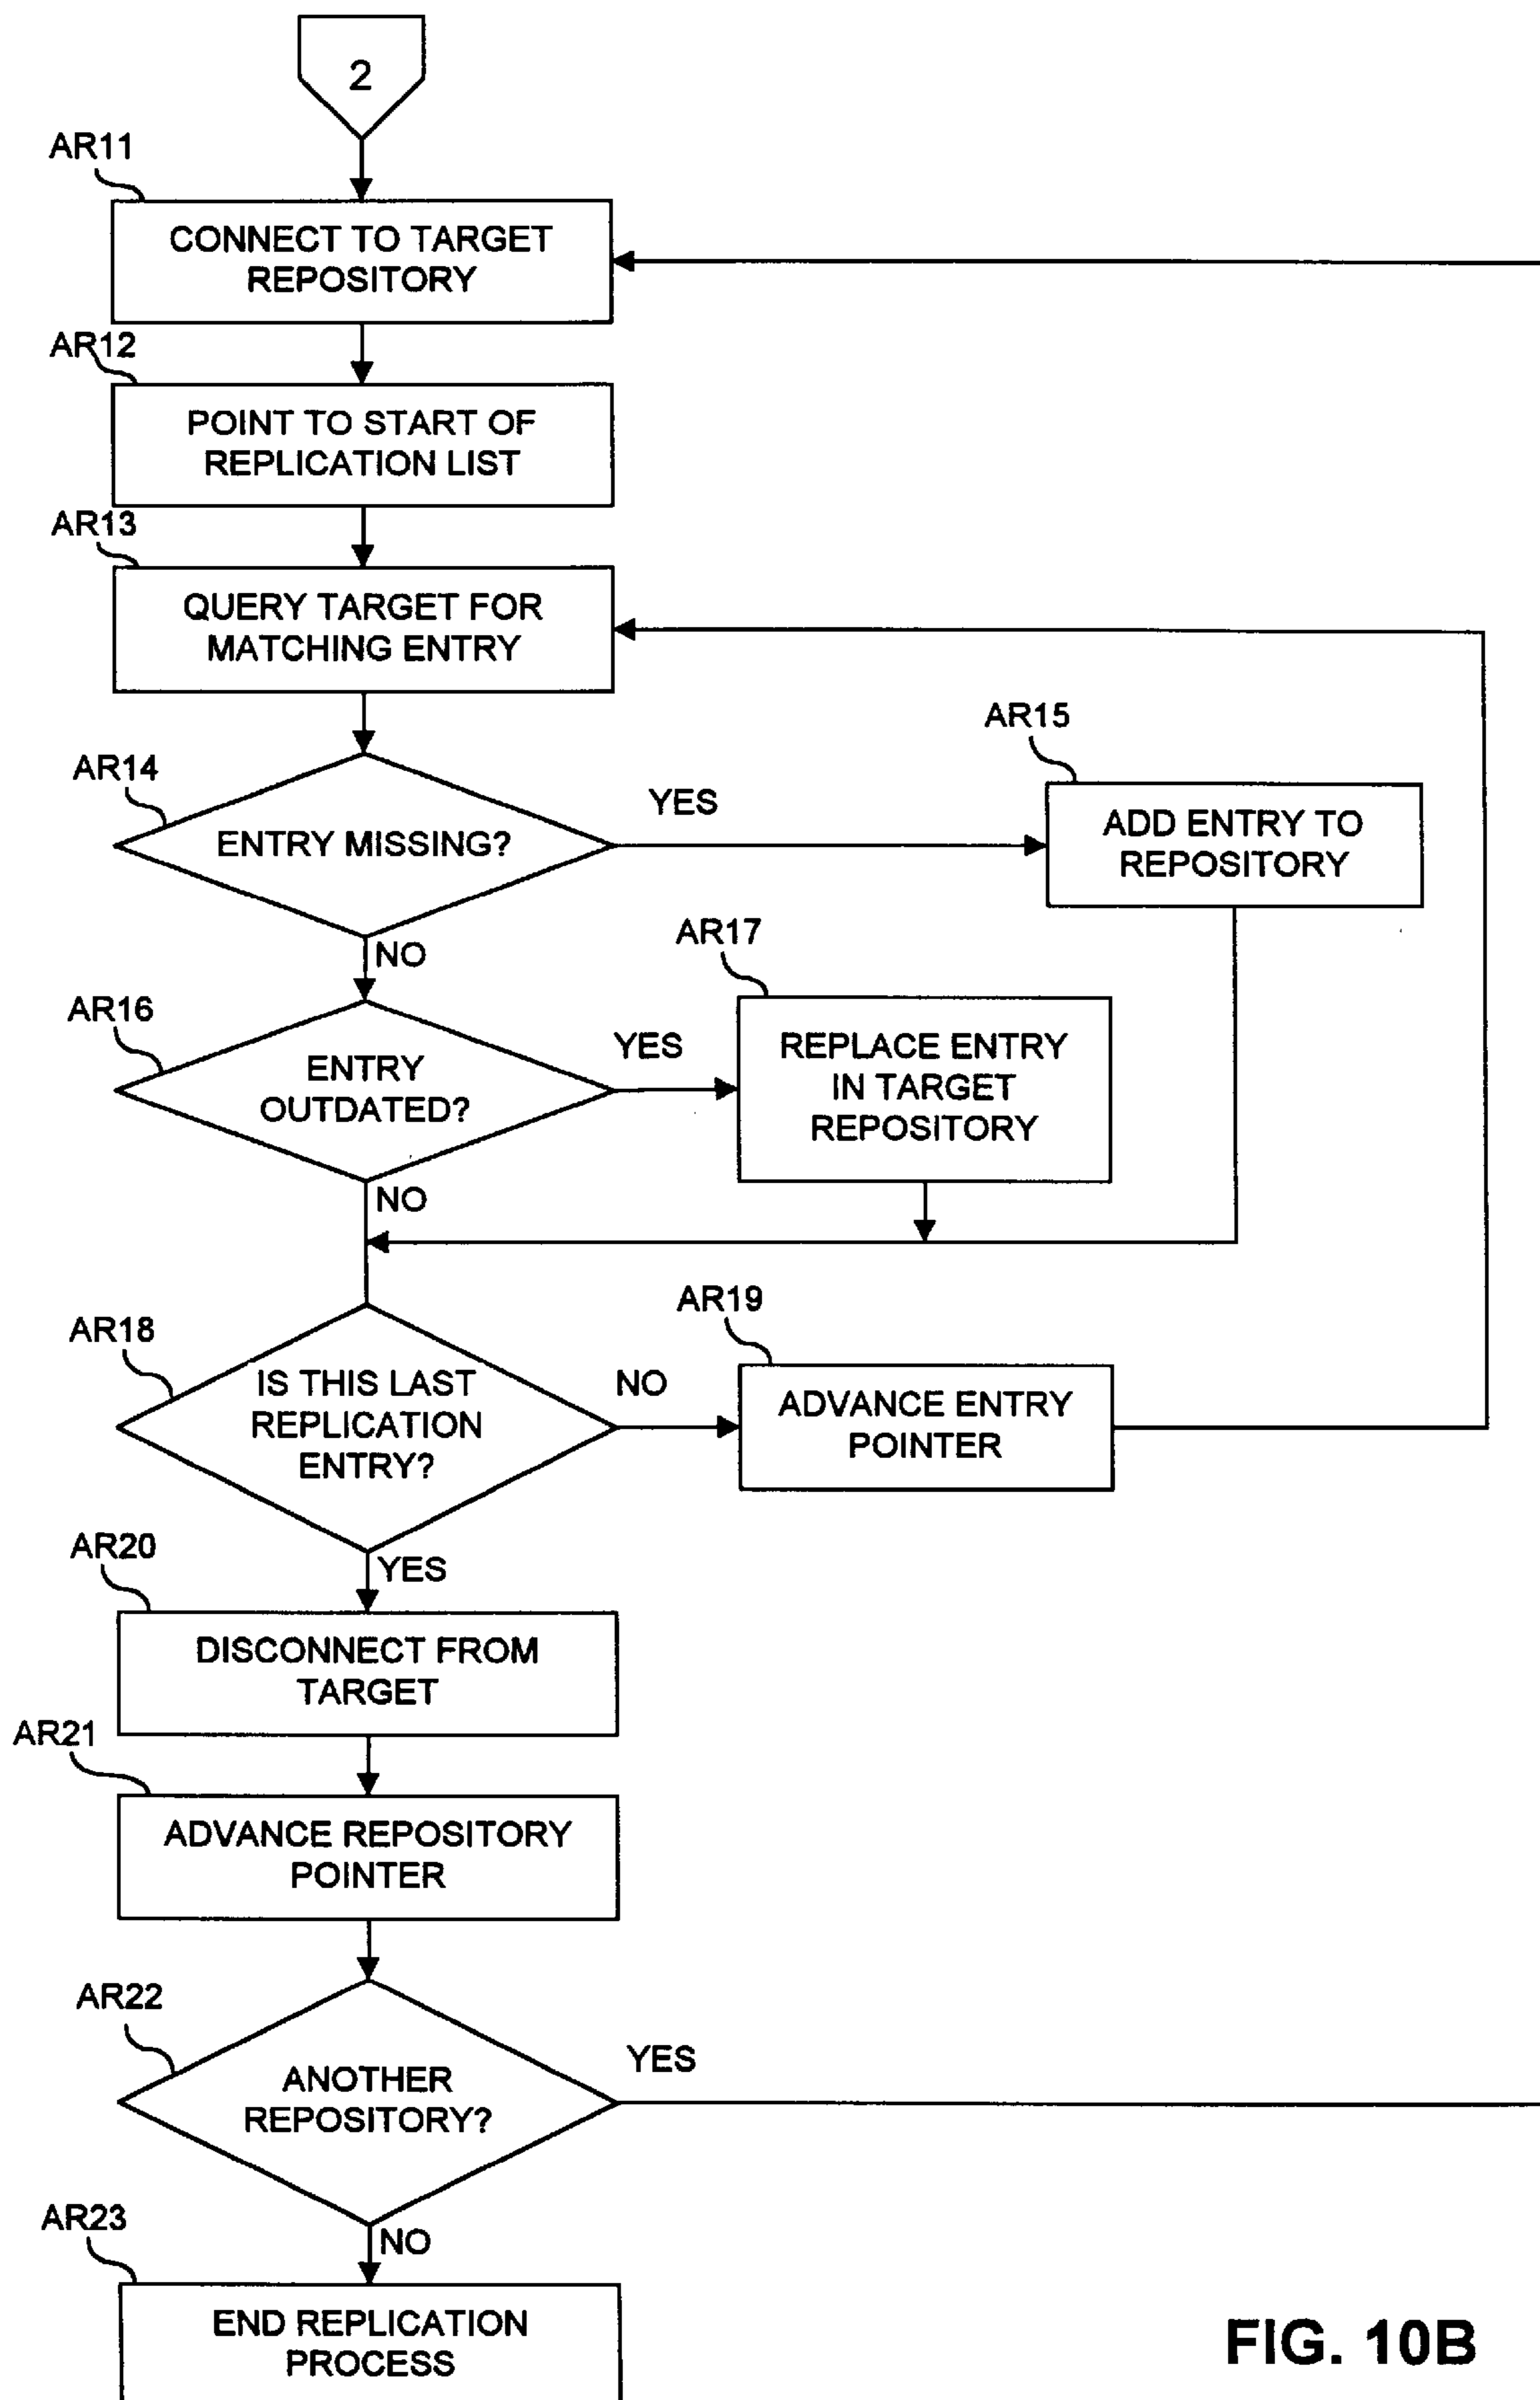 2
AR11
CONNECT TO TARGET
REPOSITORY
AR12
POINT TO START OF
REPLICATION LIST
AR13
QUERY TARGET FOR
MATCHING ENTRY
AR14
ENTRY MISSING?
YES
AR15
ADD ENTRY TO
REPOSITORY
NO
AR16
ENTRY
OUTDATED?
YES
AR17
REPLACE ENTRY
IN TARGET
REPOSITORY
NO
AR18
IS THIS LAST
REPLICATION
ENTRY?
NO
AR19
ADVANCE ENTRY
POINTER
YES
AR20
DISCONNECT FROM
TARGET
AR21
ADVANCE REPOSITORY
POINTER
AR22
ANOTHER
REPOSITORY?
YES
NO
AR23
END REPLICATION
PROCESS
FIG. 10B